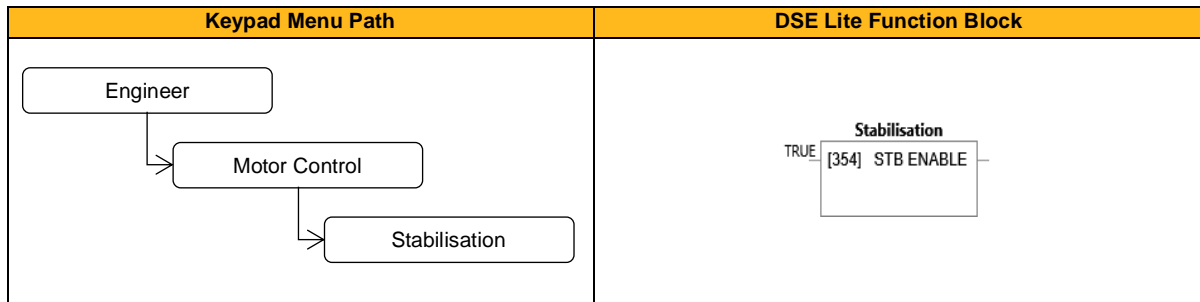 Keypad Menu Path
DSE Lite Function Block
Engineer
Motor Control
Stabilisation
Stabilisation
TRUE
[354] STB ENABLE